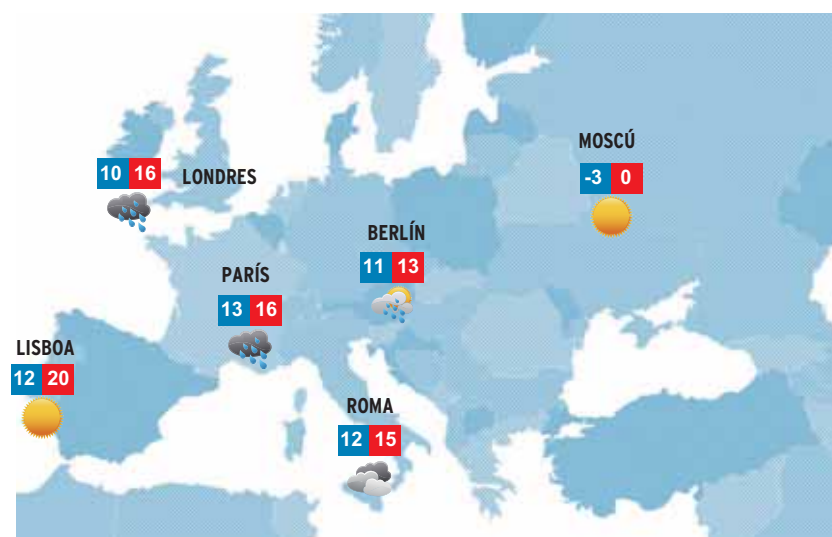 MOSCÚ
-3 0
10 16 LONDRES
BERLÍN
11 13
PARÍS
13 16
LISBOA
12 20
ROMA
12 15